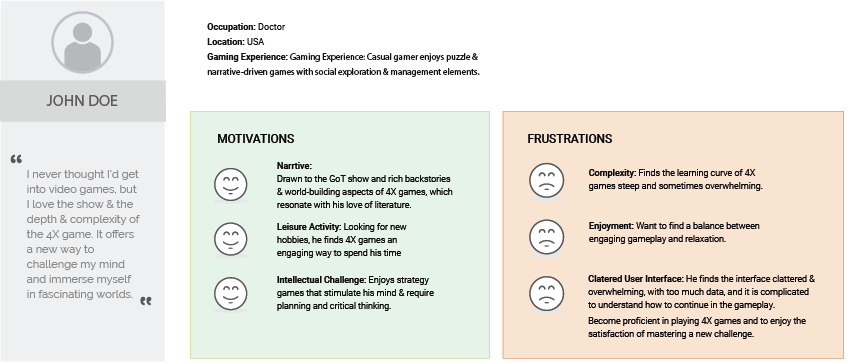 JOHN DOE
“
I never thought I'd get
into video games, but
I love the show & the
depth & complexity of
the 4X game. It offers
a new way to
challenge my mind
and immerse myself
in fascinating worlds.
”
Occupation: Doctor
Location: USA
Gaming Experience: Gaming Experience: Casual gamer enjoys puzzle &
narrative-driven games with social exploration & management elements.
MOTIVATIONS
Narrtive:
Drawn to the GoT show and rich backstories
& world-building aspects of 4X games, which
resonate with his love of literature.
Leisure Activity: Looking for new
hobbies, he finds 4X games an
engaging way to spend his time
Intellectual Challenge: Enjoys strategy
games that stimulate his mind & require
planning and critical thinking.
FRUSTRATIONS
Complexity: Finds the learning curve of 4X
games steep and sometimes overwhelming.
Enjoyment: Want to find a balance between
engaging gameplay and relaxation.
Clatered User Interface: He finds the interface clattered &
overwhelming, with too much data, and it is complicated
to understand how to continue in the gameplay.
Become proficient in playing 4X games and to enjoy the
satisfaction of mastering a new challenge.